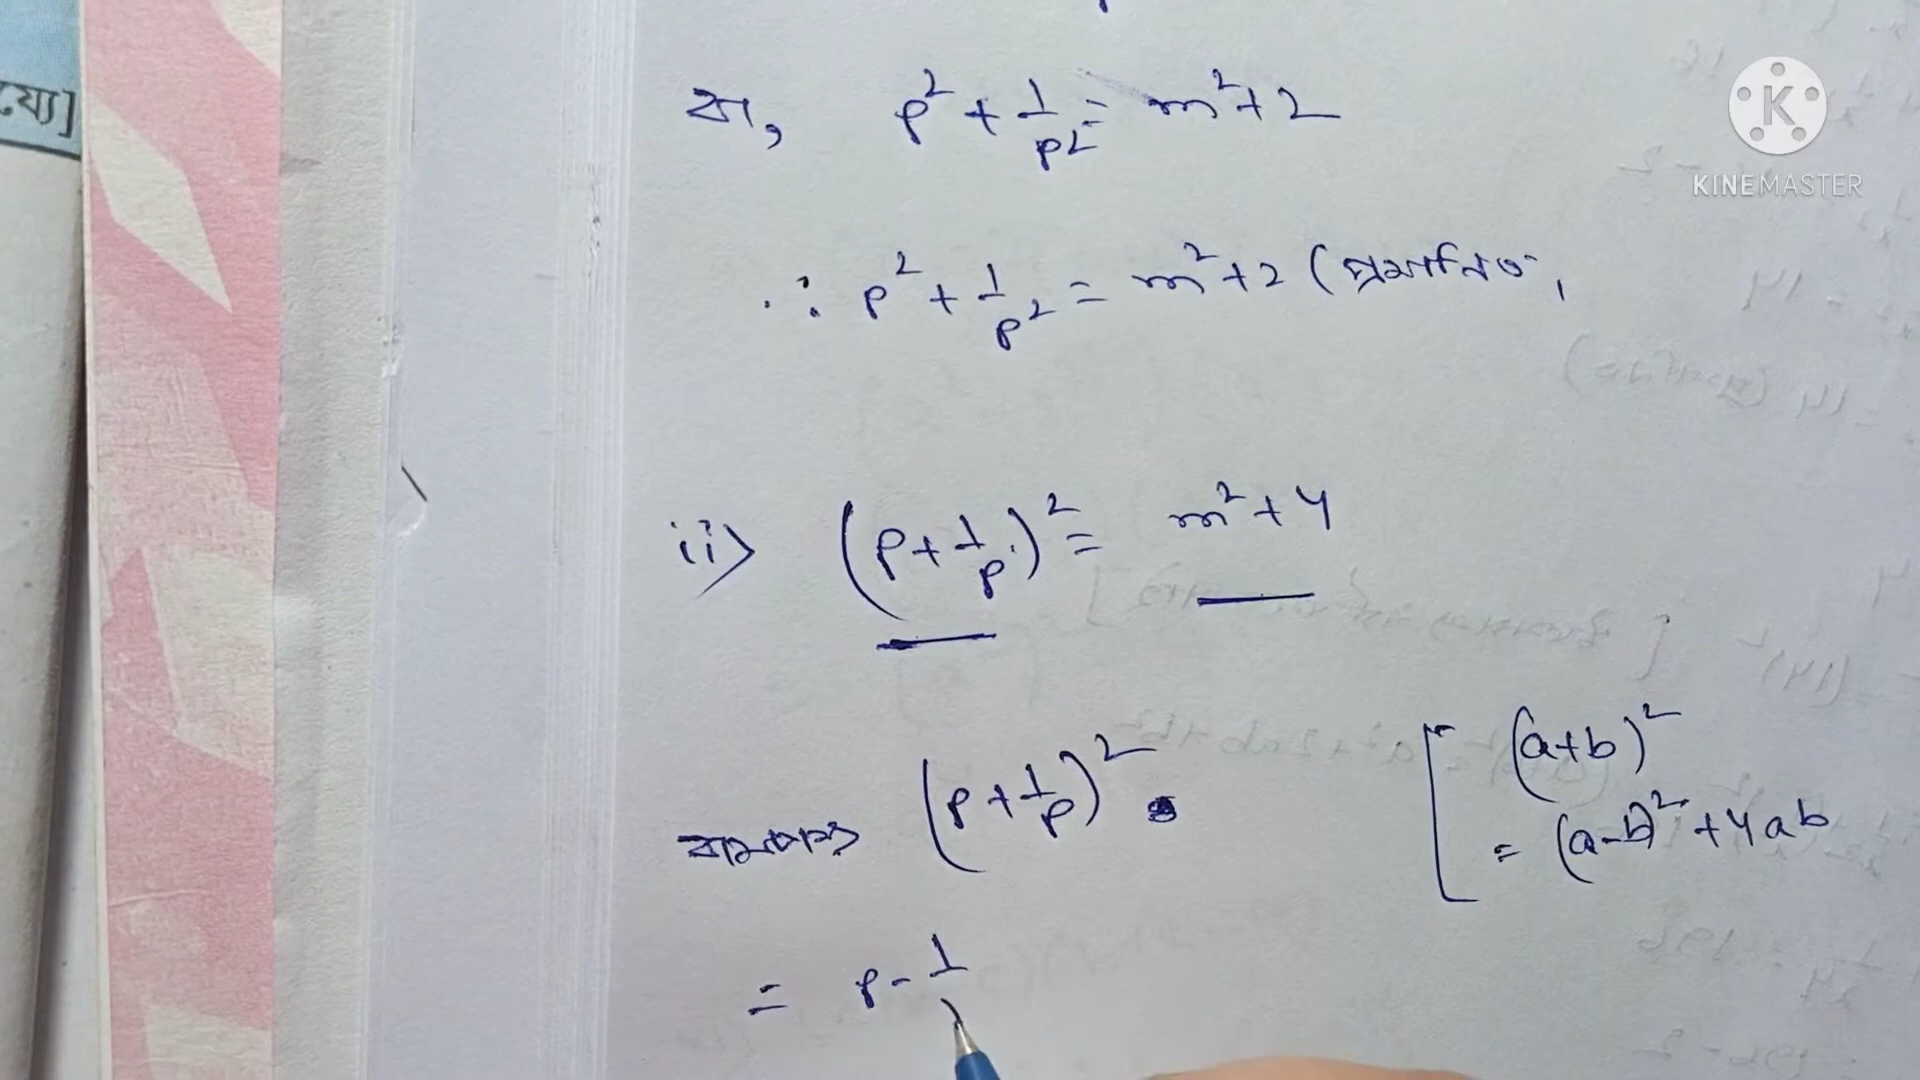 য্যে]
বা, p² + 1/p² = m² + 2
KINEMASTER
∴ p² + 1/p² = m² + 2 (প্রমাণিত)
ii> (p + 1/p)² = m² + 4
বামপক্ষ (p + 1/p)²
[ (a+b)²
= (a-b)² + 4ab
= p - 1